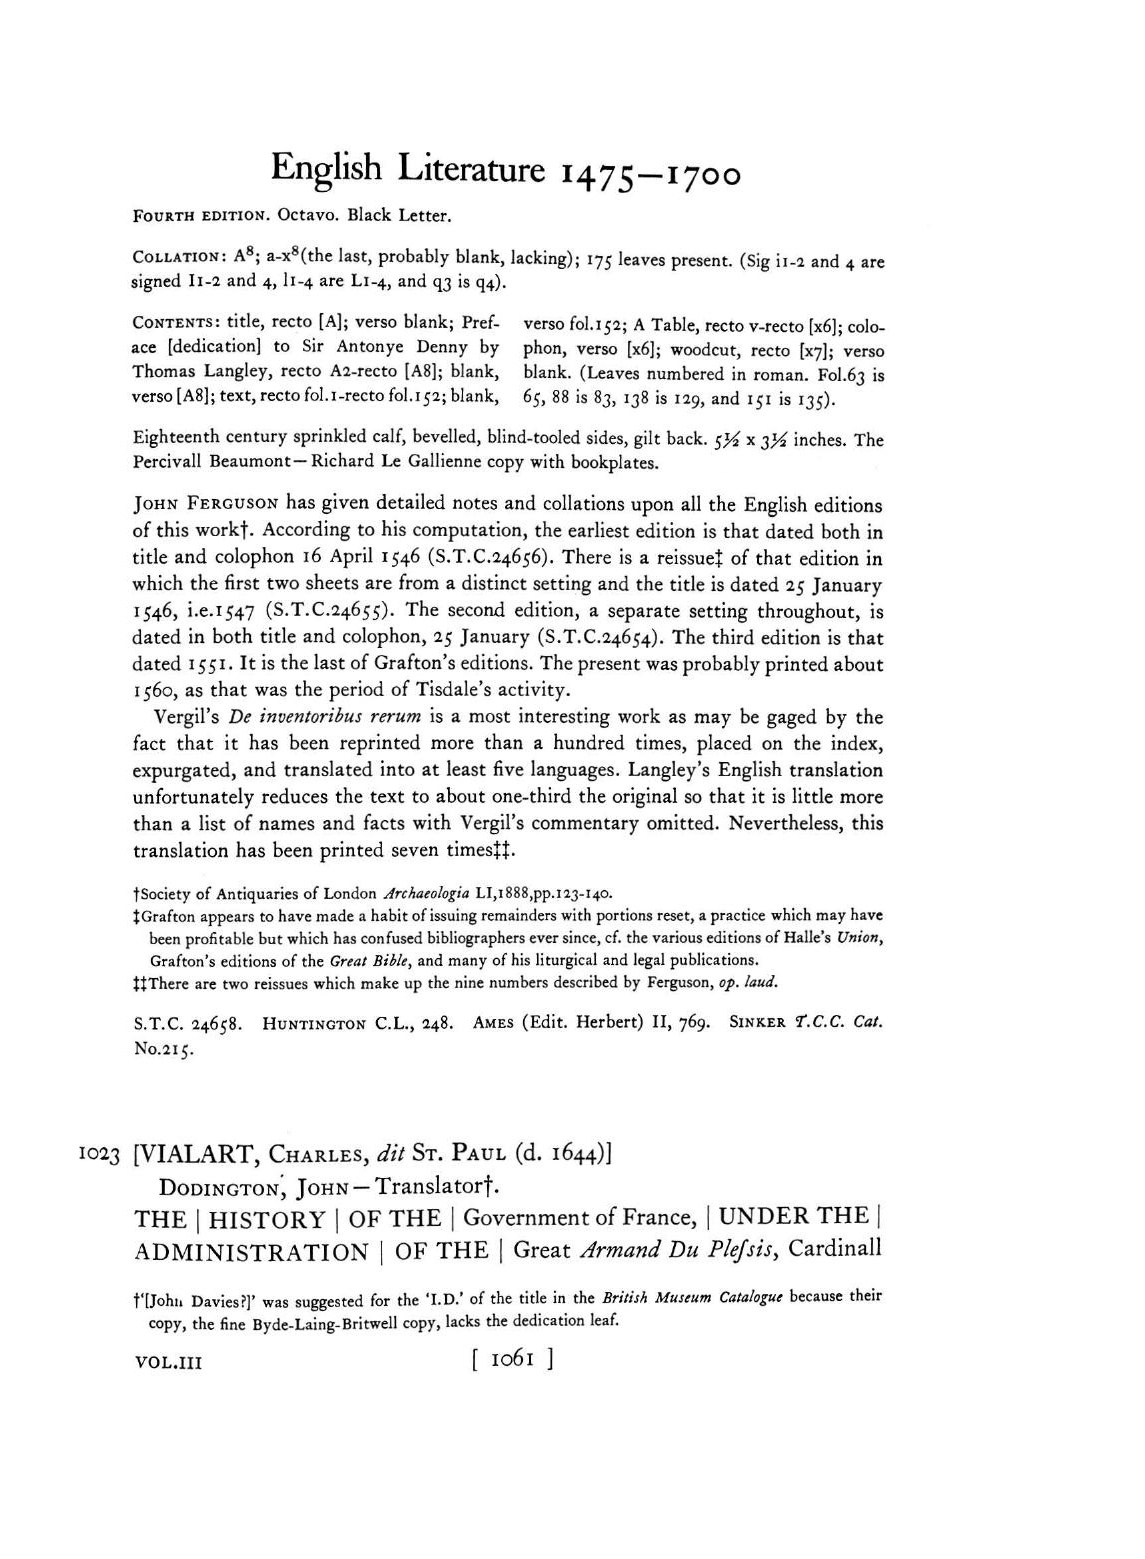 English Literature 1475—1700
FOURTH EDITION. Octavo. Black Letter.
COLLATION: A⁸; a-x⁸(the last, probably blank, lacking); 175 leaves present. (Sig i1-2 and 4 are
signed I1-2 and 4, l1-4 are L1-4, and q3 is q4).
CONTENTS: title, recto [A]; verso blank; Pref-
ace [dedication] to Sir Antonye Denny by
Thomas Langley, recto A2-recto [A8]; blank,
verso [A8]; text, recto fol.1-recto fol.152; blank,
verso fol.152; A Table, recto v-recto [x6]; colo-
phon, verso [x6]; woodcut, recto [x7]; verso
blank. (Leaves numbered in roman. Fol.63 is
65, 88 is 83, 138 is 129, and 151 is 135).
Eighteenth century sprinkled calf, bevelled, blind-tooled sides, gilt back. 5½ x 3½ inches. The
Percivall Beaumont—Richard Le Gallienne copy with bookplates.
JOHN FERGUSON has given detailed notes and collations upon all the English editions
of this work†. According to his computation, the earliest edition is that dated both in
title and colophon 16 April 1546 (S.T.C.24656). There is a reissue‡ of that edition in
which the first two sheets are from a distinct setting and the title is dated 25 January
1546, i.e.1547 (S.T.C.24655). The second edition, a separate setting throughout, is
dated in both title and colophon, 25 January (S.T.C.24654). The third edition is that
dated 1551. It is the last of Grafton's editions. The present was probably printed about
1560, as that was the period of Tisdale's activity.
Vergil's De inventoribus rerum is a most interesting work as may be gaged by the
fact that it has been reprinted more than a hundred times, placed on the index,
expurgated, and translated into at least five languages. Langley's English translation
unfortunately reduces the text to about one-third the original so that it is little more
than a list of names and facts with Vergil's commentary omitted. Nevertheless, this
translation has been printed seven times‡‡.
†Society of Antiquaries of London Archaeologia LI,1888,pp.123-140.
‡Grafton appears to have made a habit of issuing remainders with portions reset, a practice which may have
been profitable but which has confused bibliographers ever since, cf. the various editions of Halle's Union,
Grafton's editions of the Great Bible, and many of his liturgical and legal publications.
‡‡There are two reissues which make up the nine numbers described by Ferguson, op. laud.
S.T.C. 24658. HUNTINGTON C.L., 248. AMES (Edit. Herbert) II, 769. SINKER T.C.C. Cat.
No.215.
1023 [VIALART, CHARLES, dit ST. PAUL (d. 1644)]
DODINGTON, JOHN—Translator†.
THE | HISTORY | OF THE | Government of France, | UNDER THE |
ADMINISTRATION | OF THE | Great Armand Du Pleſsis, Cardinall
†'[John Davies?]' was suggested for the 'I.D.' of the title in the British Museum Catalogue because their
copy, the fine Byde-Laing-Britwell copy, lacks the dedication leaf.
VOL.III [ 1061 ]